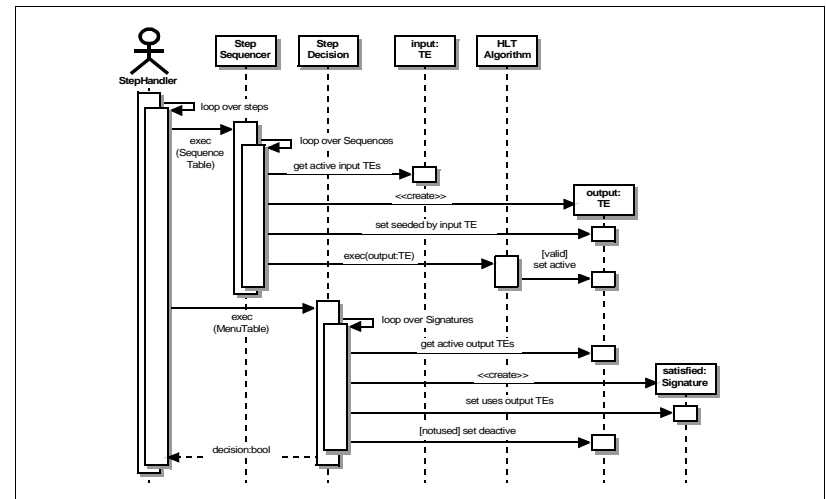 Step
Sequencer
Step
Decision
input:
TE
HLT
Algorithm
StepHandler
loop over steps
exec
(Sequence
Table)
loop over Sequences
get active input TEs
<<create>>
output:
TE
set seeded by input TE
exec(output:TE)
[valid]
set active
exec
(MenuTable)
loop over Signatures
get active output TEs
<<create>>
satisfied:
Signature
set uses output TEs
[notused] set deactive
decision:bool